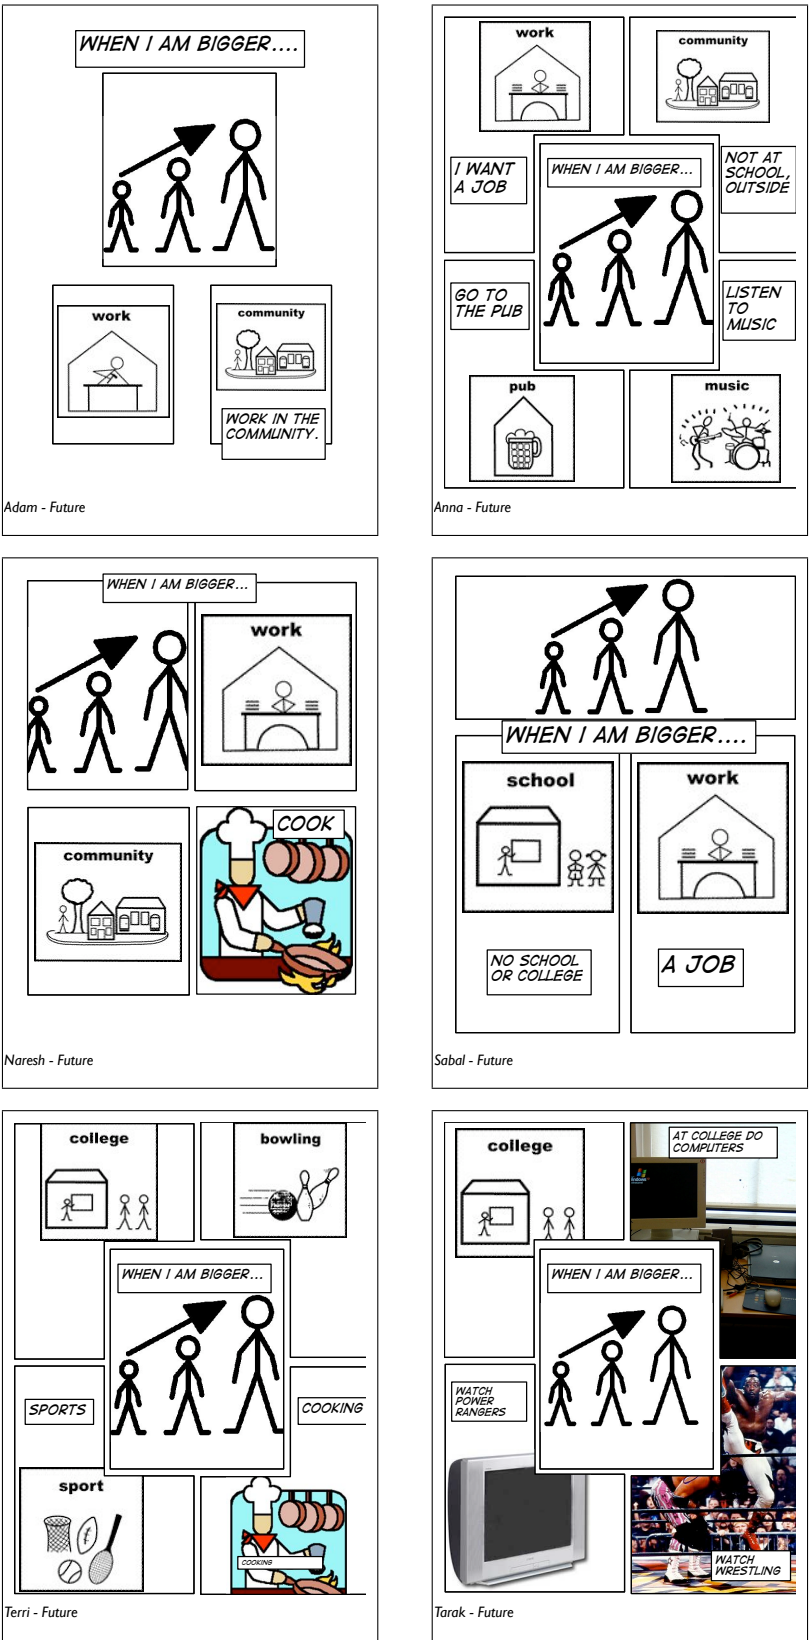 WHEN I AM BIGGER....
work
community
WORK IN THE
COMMUNITY.
Adam - Future
work
community
I WANT
A JOB
WHEN I AM BIGGER...
NOT AT
SCHOOL,
OUTSIDE
GO TO
THE PUB
LISTEN
TO
MUSIC
pub
music
Anna - Future
WHEN I AM BIGGER...
work
community
COOK
Naresh - Future
WHEN I AM BIGGER....
school
work
NO SCHOOL
OR COLLEGE
A JOB
Sabal - Future
college
bowling
WHEN I AM BIGGER...
SPORTS
COOKING
sport
COOKING
Terri - Future
college
AT COLLEGE DO
COMPUTERS
WHEN I AM BIGGER...
WATCH
POWER
RANGERS
WATCH
WRESTLING
Tarak - Future